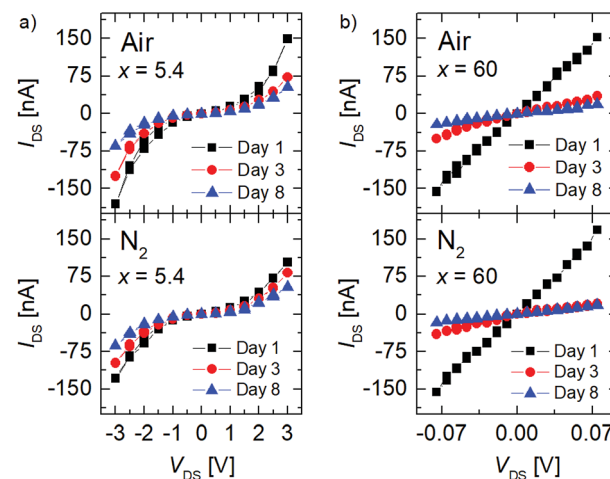 a)
Air
x = 5.4
150
75
0
-75
-150
I_DS [nA]
Day 1
Day 3
Day 8
N₂
x = 5.4
150
75
0
-75
-150
I_DS [nA]
Day 1
Day 3
Day 8
-3 -2 -1 0 1 2 3
V_DS [V]
b)
Air
x = 60
150
75
0
-75
-150
I_DS [nA]
Day 1
Day 3
Day 8
N₂
x = 60
150
75
0
-75
-150
I_DS [nA]
Day 1
Day 3
Day 8
-0.07 0.00 0.07
V_DS [V]